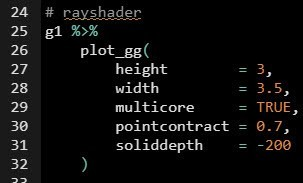 24 # rayshader
25 g1 %>%
26     plot_gg(
27         height        = 3,
28         width         = 3.5,
29         multicore     = TRUE,
30         pointcontract = 0.7,
31         soliddepth    = -200
32     )
33